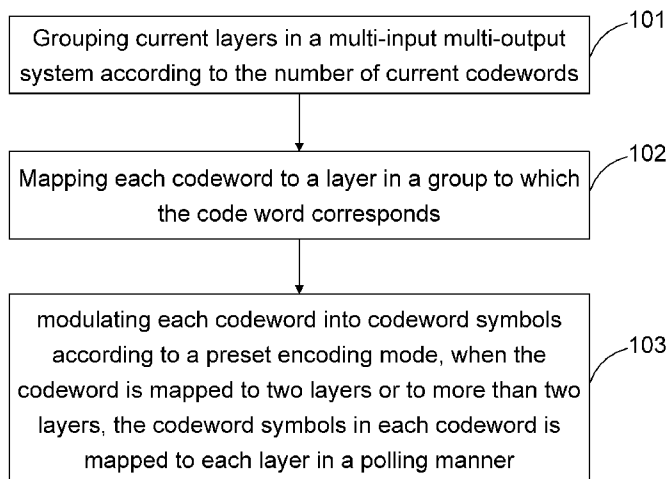 Grouping current layers in a multi-input multi-output
system according to the number of current codewords
101
Mapping each codeword to a layer in a group to which
the code word corresponds
102
modulating each codeword into codeword symbols
according to a preset encoding mode, when the
codeword is mapped to two layers or to more than two
layers, the codeword symbols in each codeword is
mapped to each layer in a polling manner
103